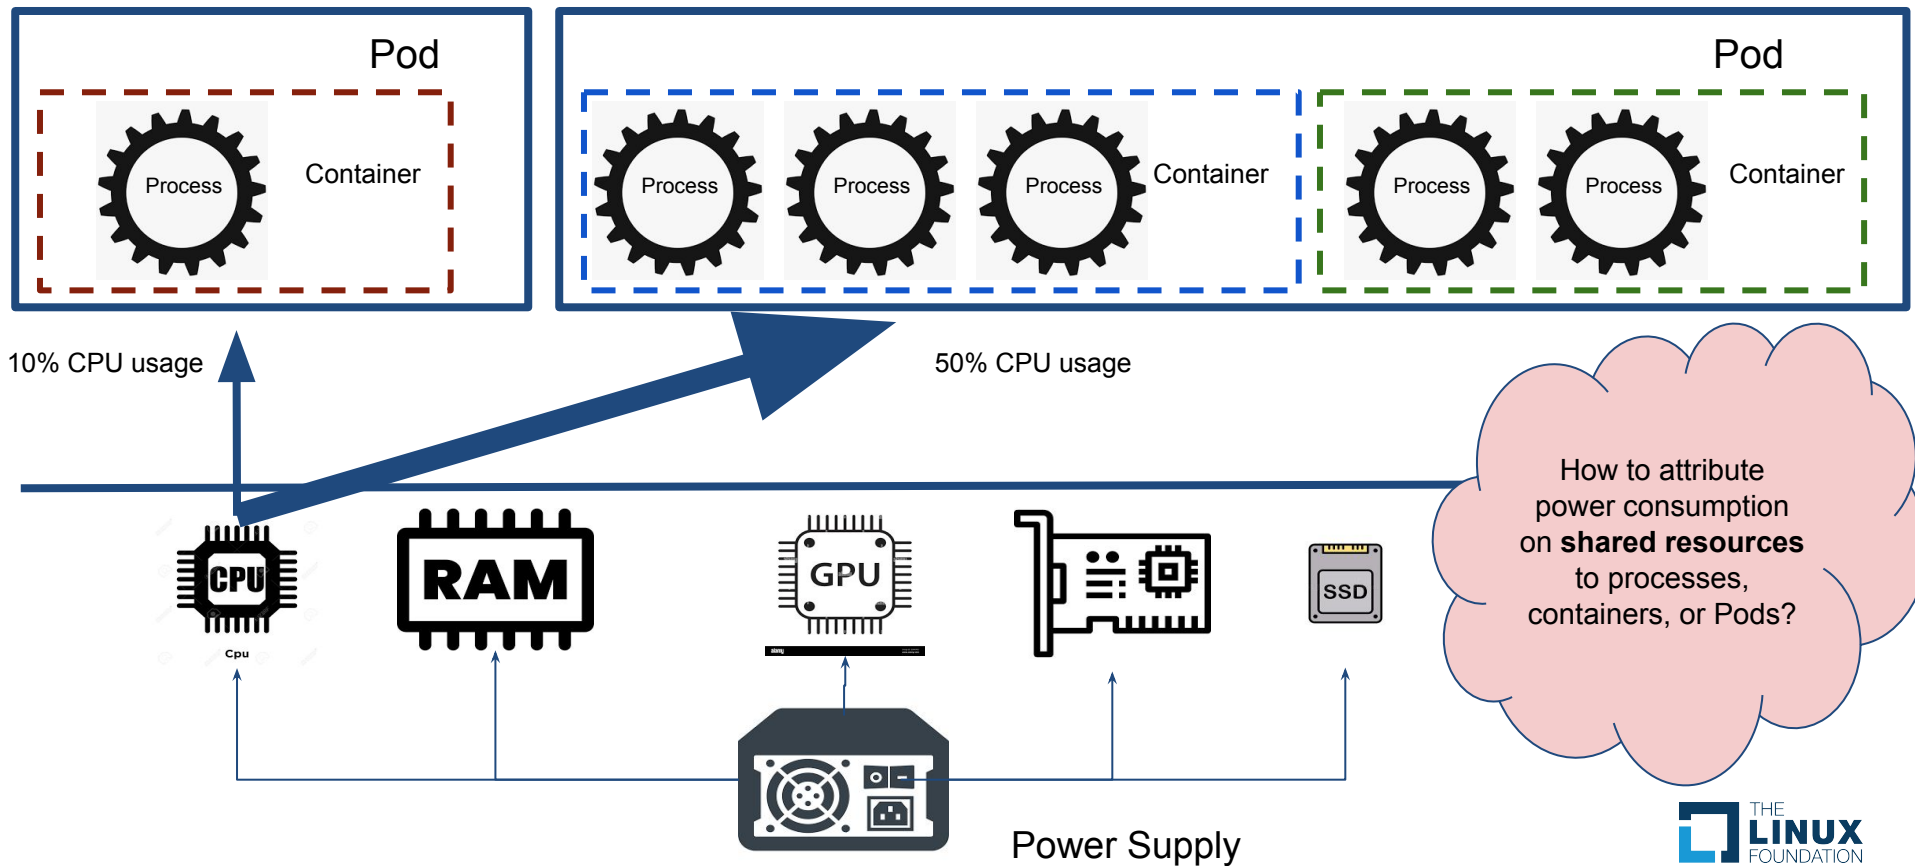 Pod
Pod
Process
Container
Process
Process
Process
Container
Process
Process
Container
10% CPU usage
50% CPU usage
How to attribute
power consumption
on shared resources
to processes,
containers, or Pods?
CPU
Cpu
RAM
GPU
SSD
alamy
Power Supply
THE
LINUX
FOUNDATION